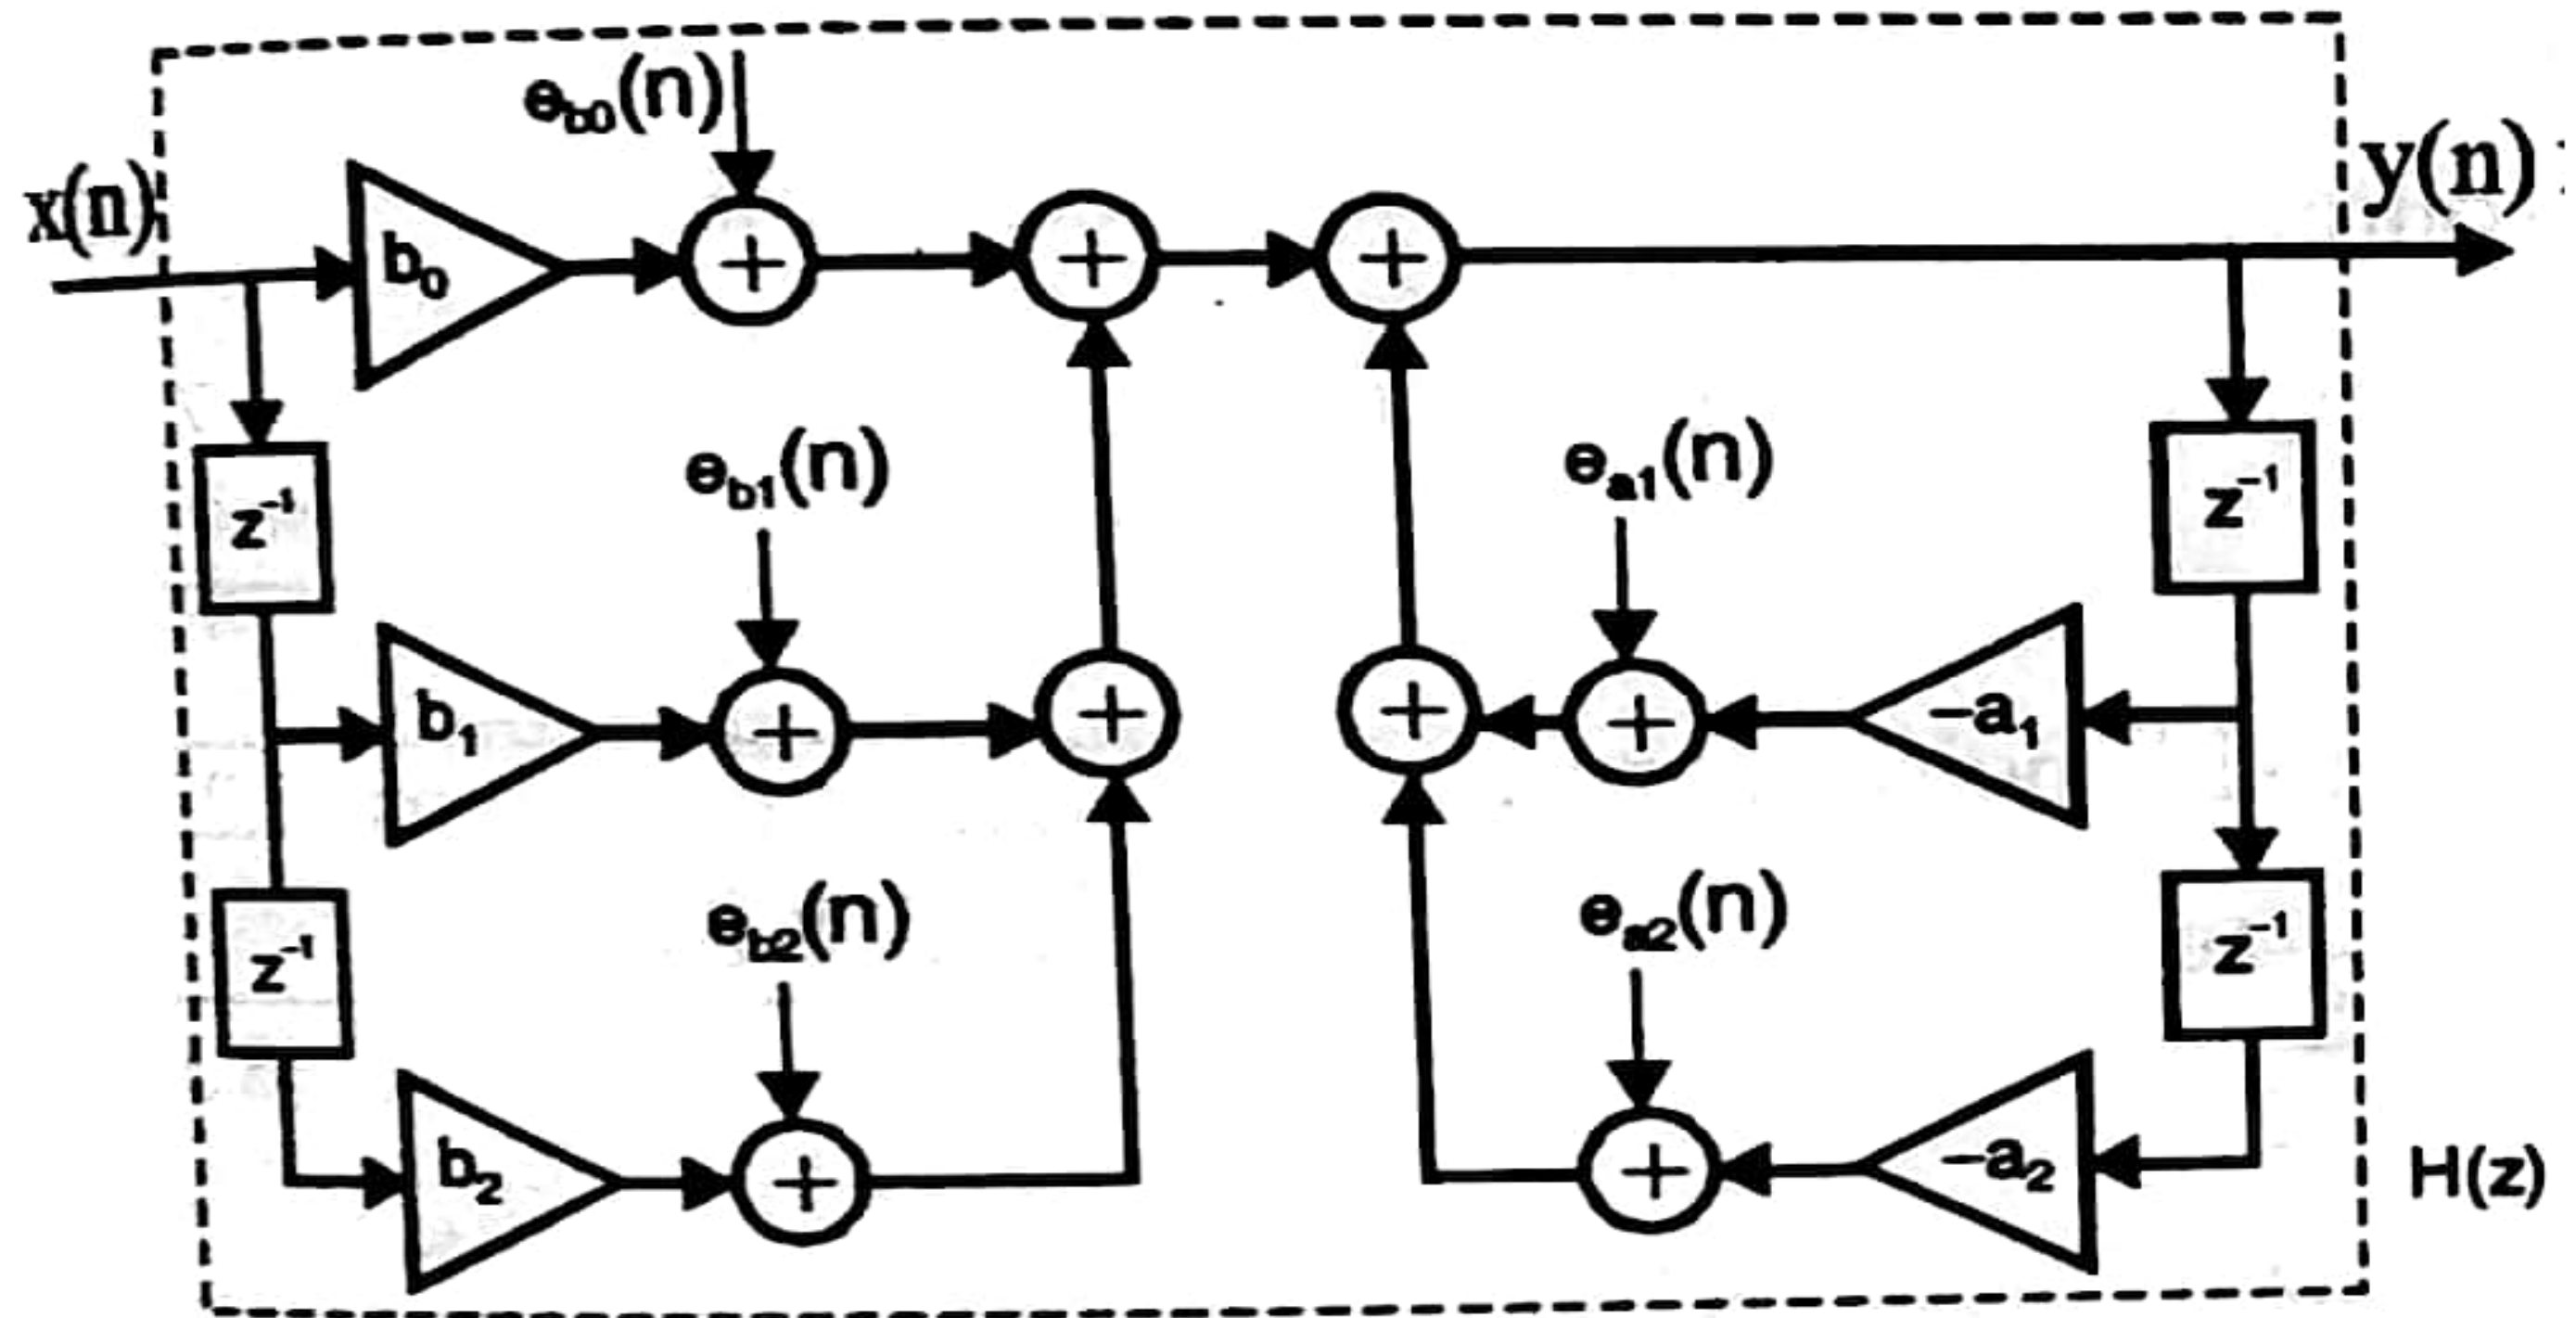 e_b0(n)
x(n)
y(n)
b_0
+
+
+
z^-1
e_b1(n)
e_a1(n)
z^-1
b_1
+
+
+
+
-a_1
z^-1
e_b2(n)
e_a2(n)
z^-1
b_2
+
+
-a_2
H(z)